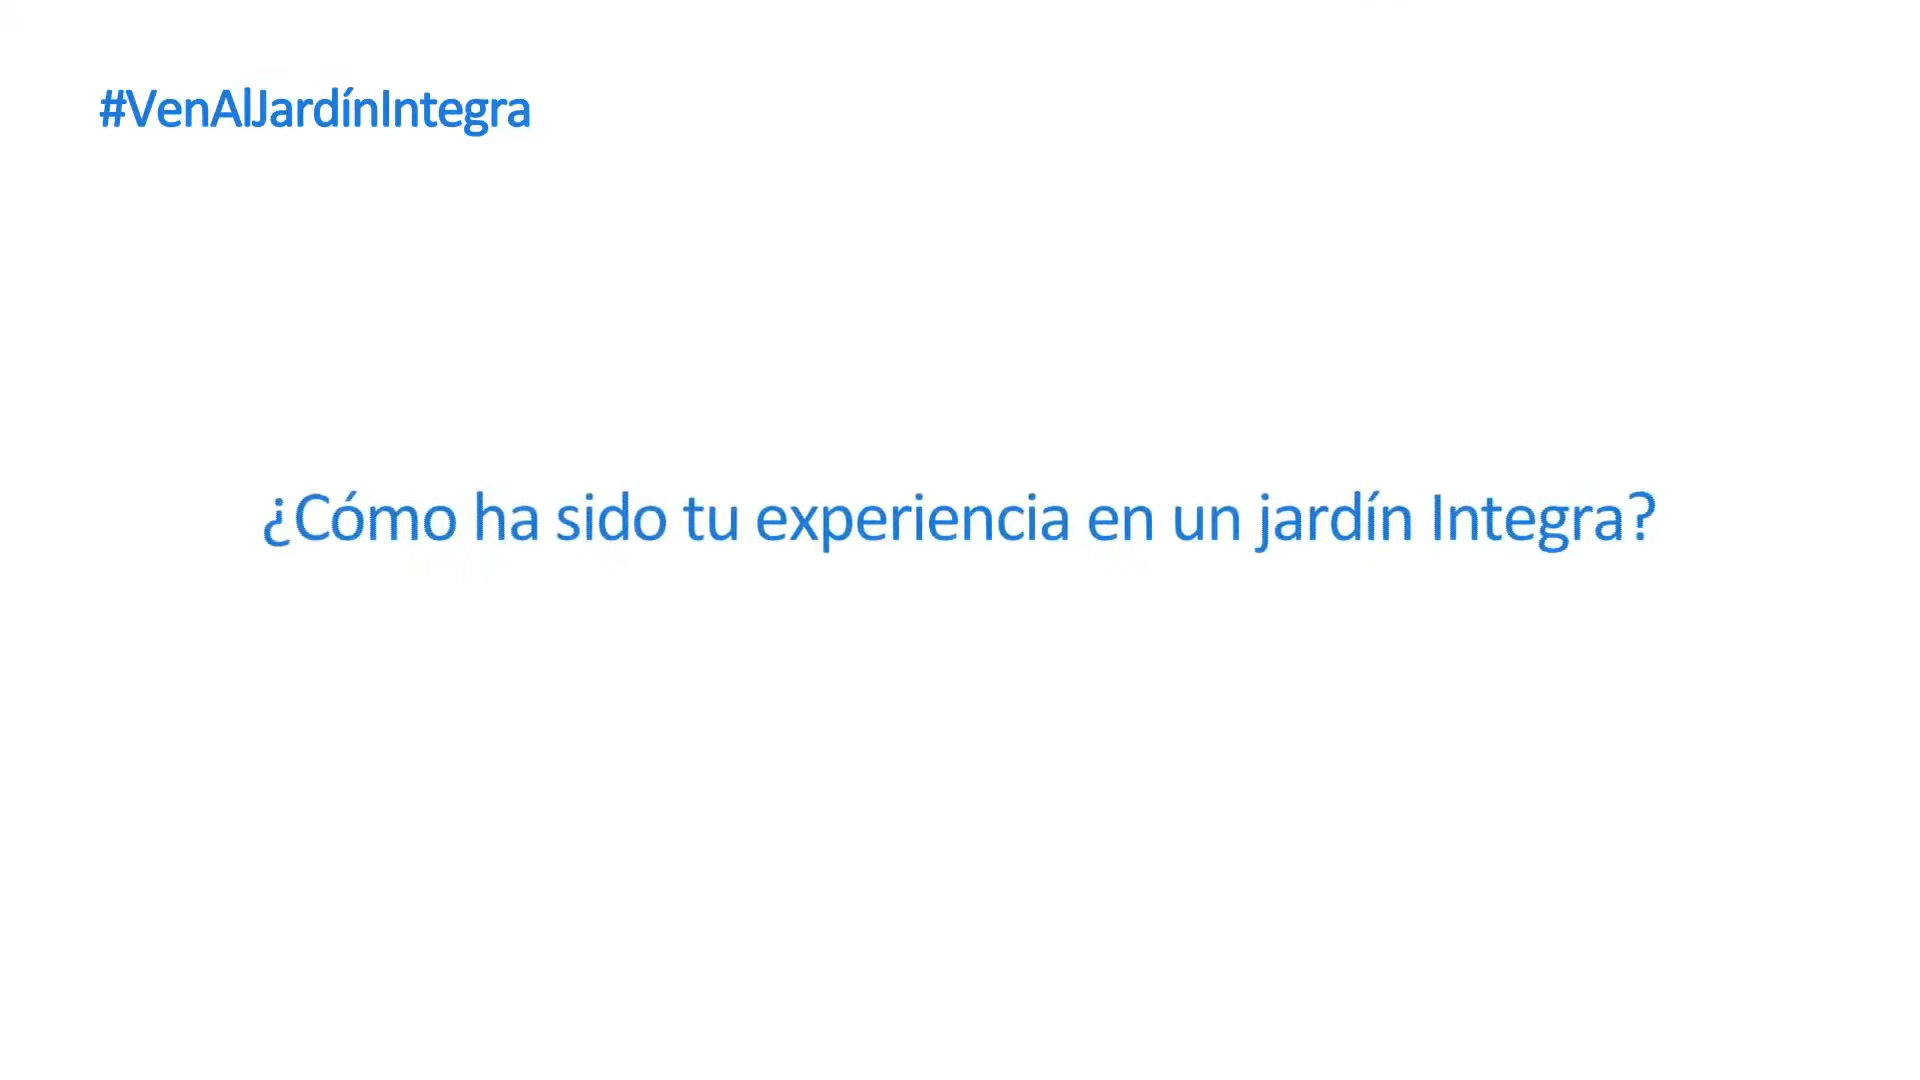 #VenAlJardínIntegra
¿Cómo ha sido tu experiencia en un jardín Integra?